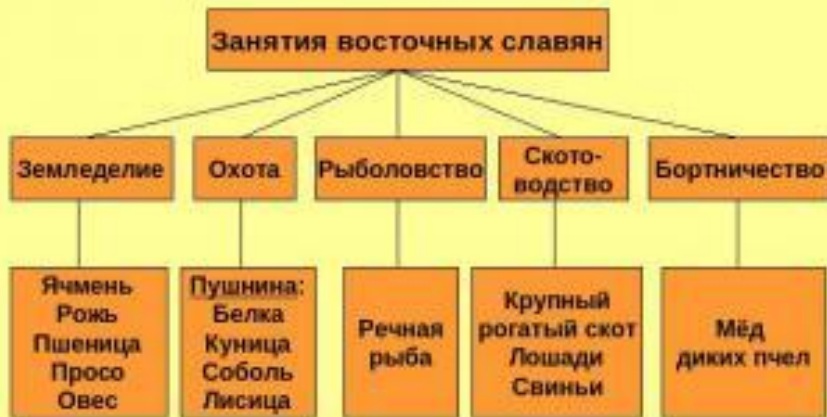 Занятия восточных славян
Земледелие
Охота
Рыболовство
Ското-
водство
Бортничество
Ячмень
Рожь
Пшеница
Просо
Овес
Пушнина:
Белка
Куница
Соболь
Лисица
Речная
рыба
Крупный
рогатый скот
Лошади
Свиньи
Мёд
диких пчел